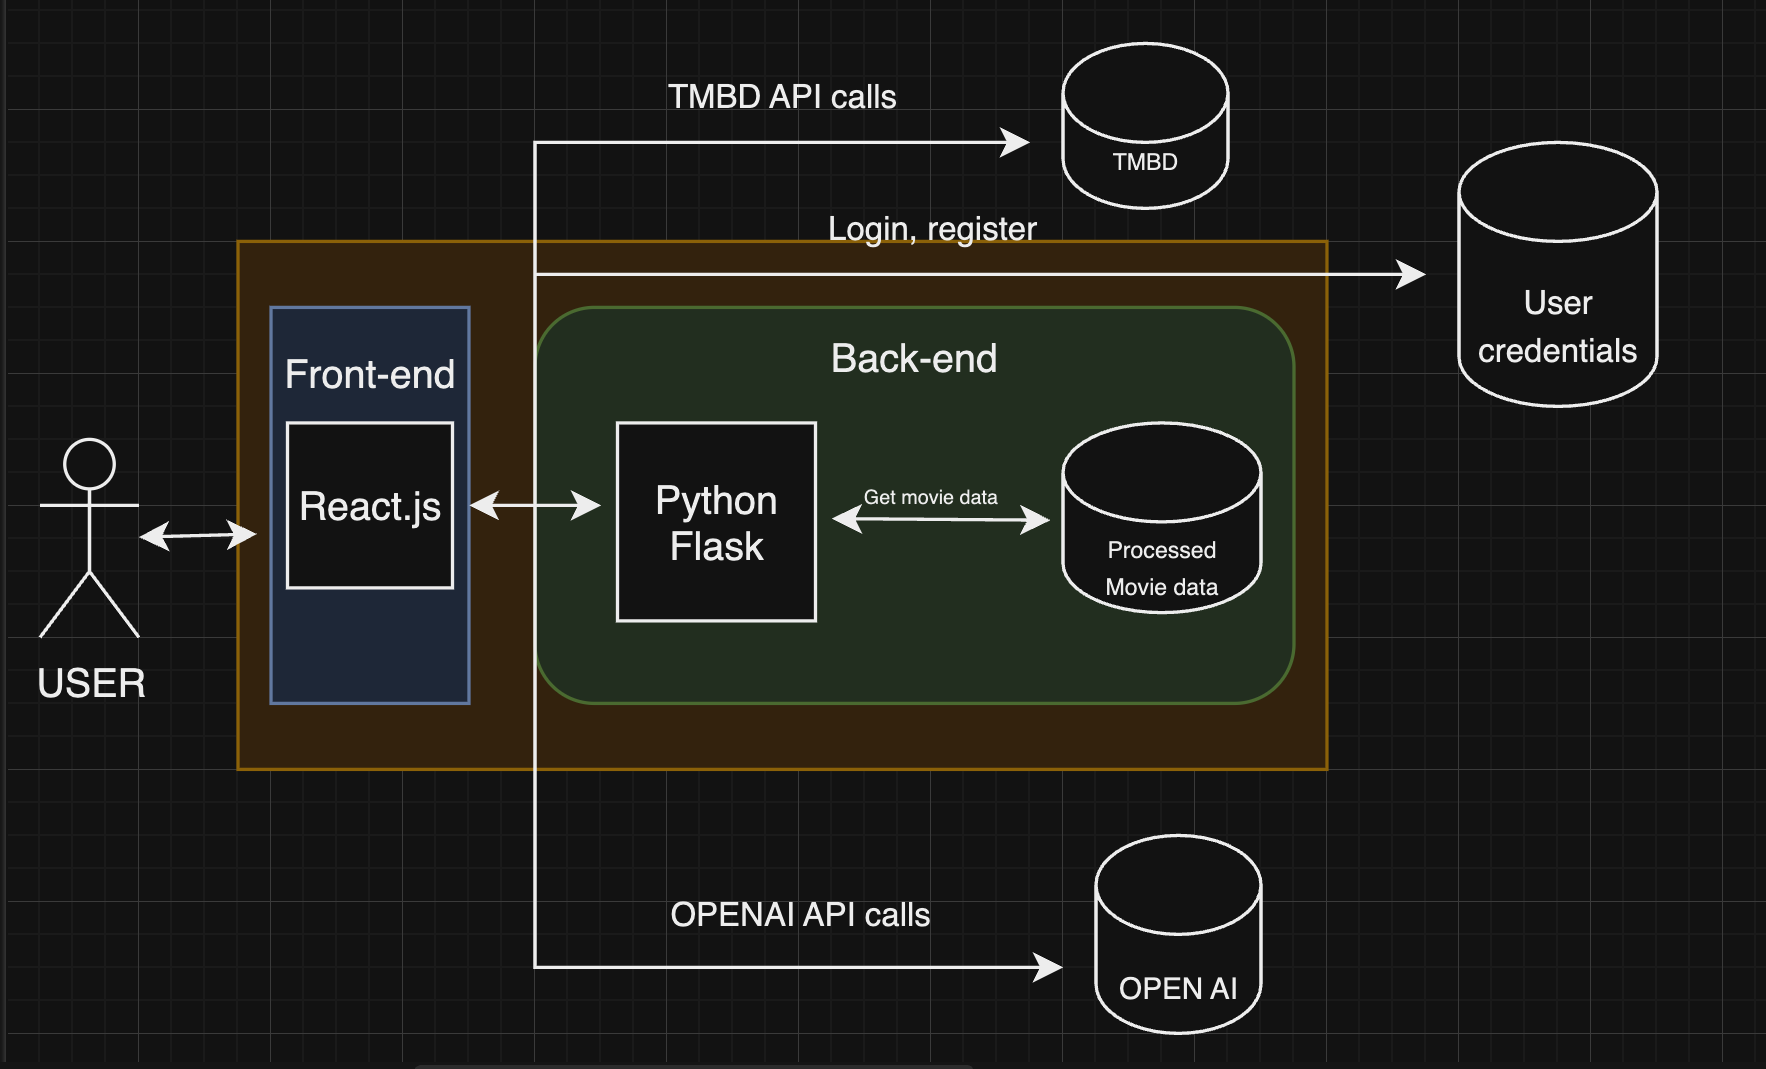 TMBD API calls
TMBD
Login, register
User
credentials
Front-end
Back-end
React.js
Python
Flask
Get movie data
Processed
Movie data
USER
OPENAI API calls
OPEN AI